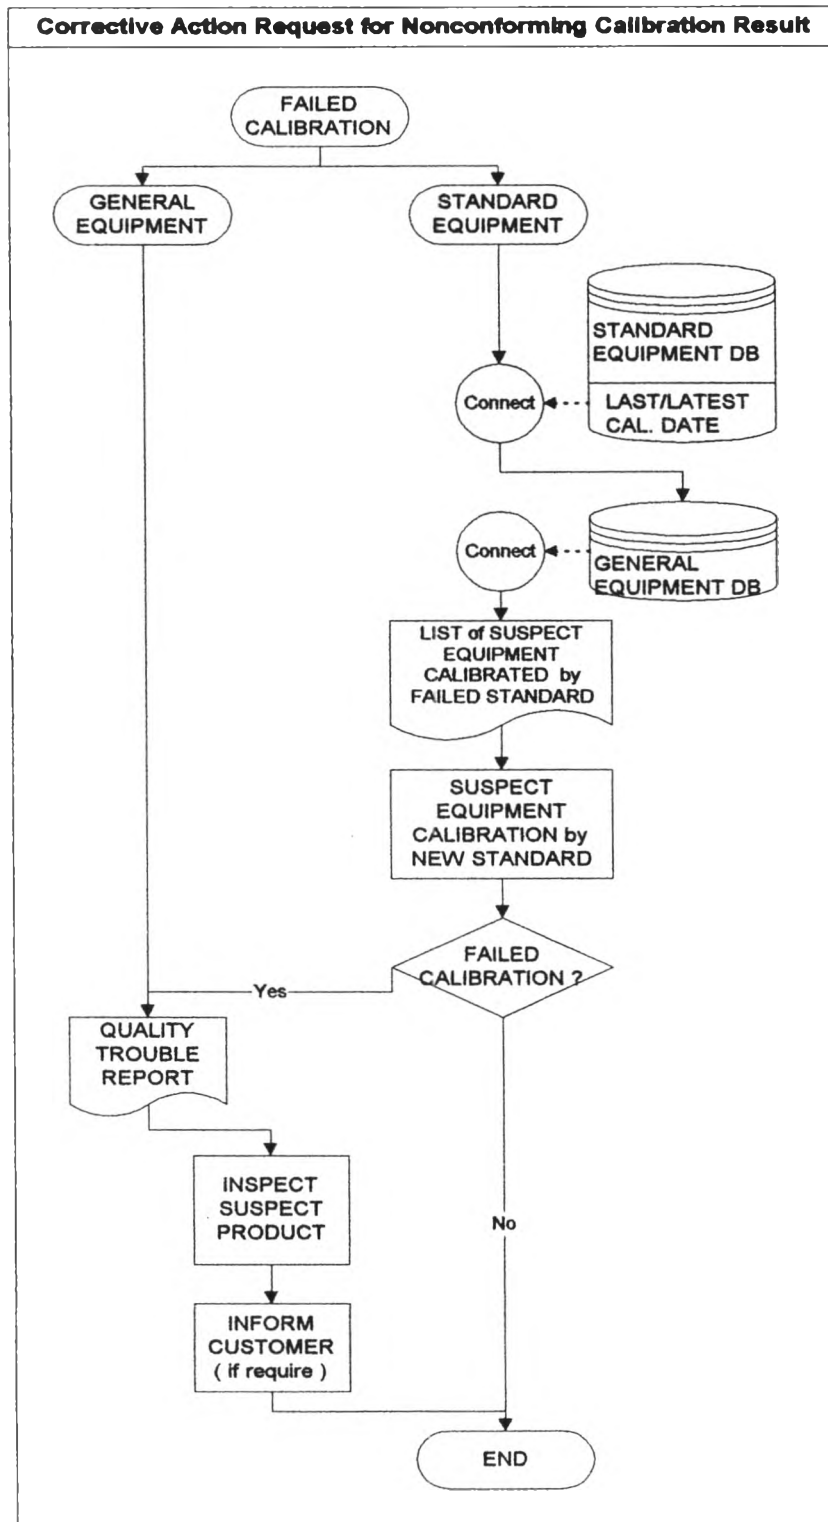 Corrective Action Request for Nonconforming Calibration Result
FAILED
CALIBRATION
GENERAL
EQUIPMENT
STANDARD
EQUIPMENT
STANDARD
EQUIPMENT DB
Connect
LAST/LATEST
CAL. DATE
Connect
GENERAL
EQUIPMENT DB
LIST of SUSPECT
EQUIPMENT
CALIBRATED by
FAILED STANDARD
SUSPECT
EQUIPMENT
CALIBRATION by
NEW STANDARD
FAILED
CALIBRATION ?
Yes
QUALITY
TROUBLE
REPORT
INSPECT
SUSPECT
PRODUCT
No
INFORM
CUSTOMER
( if require )
END